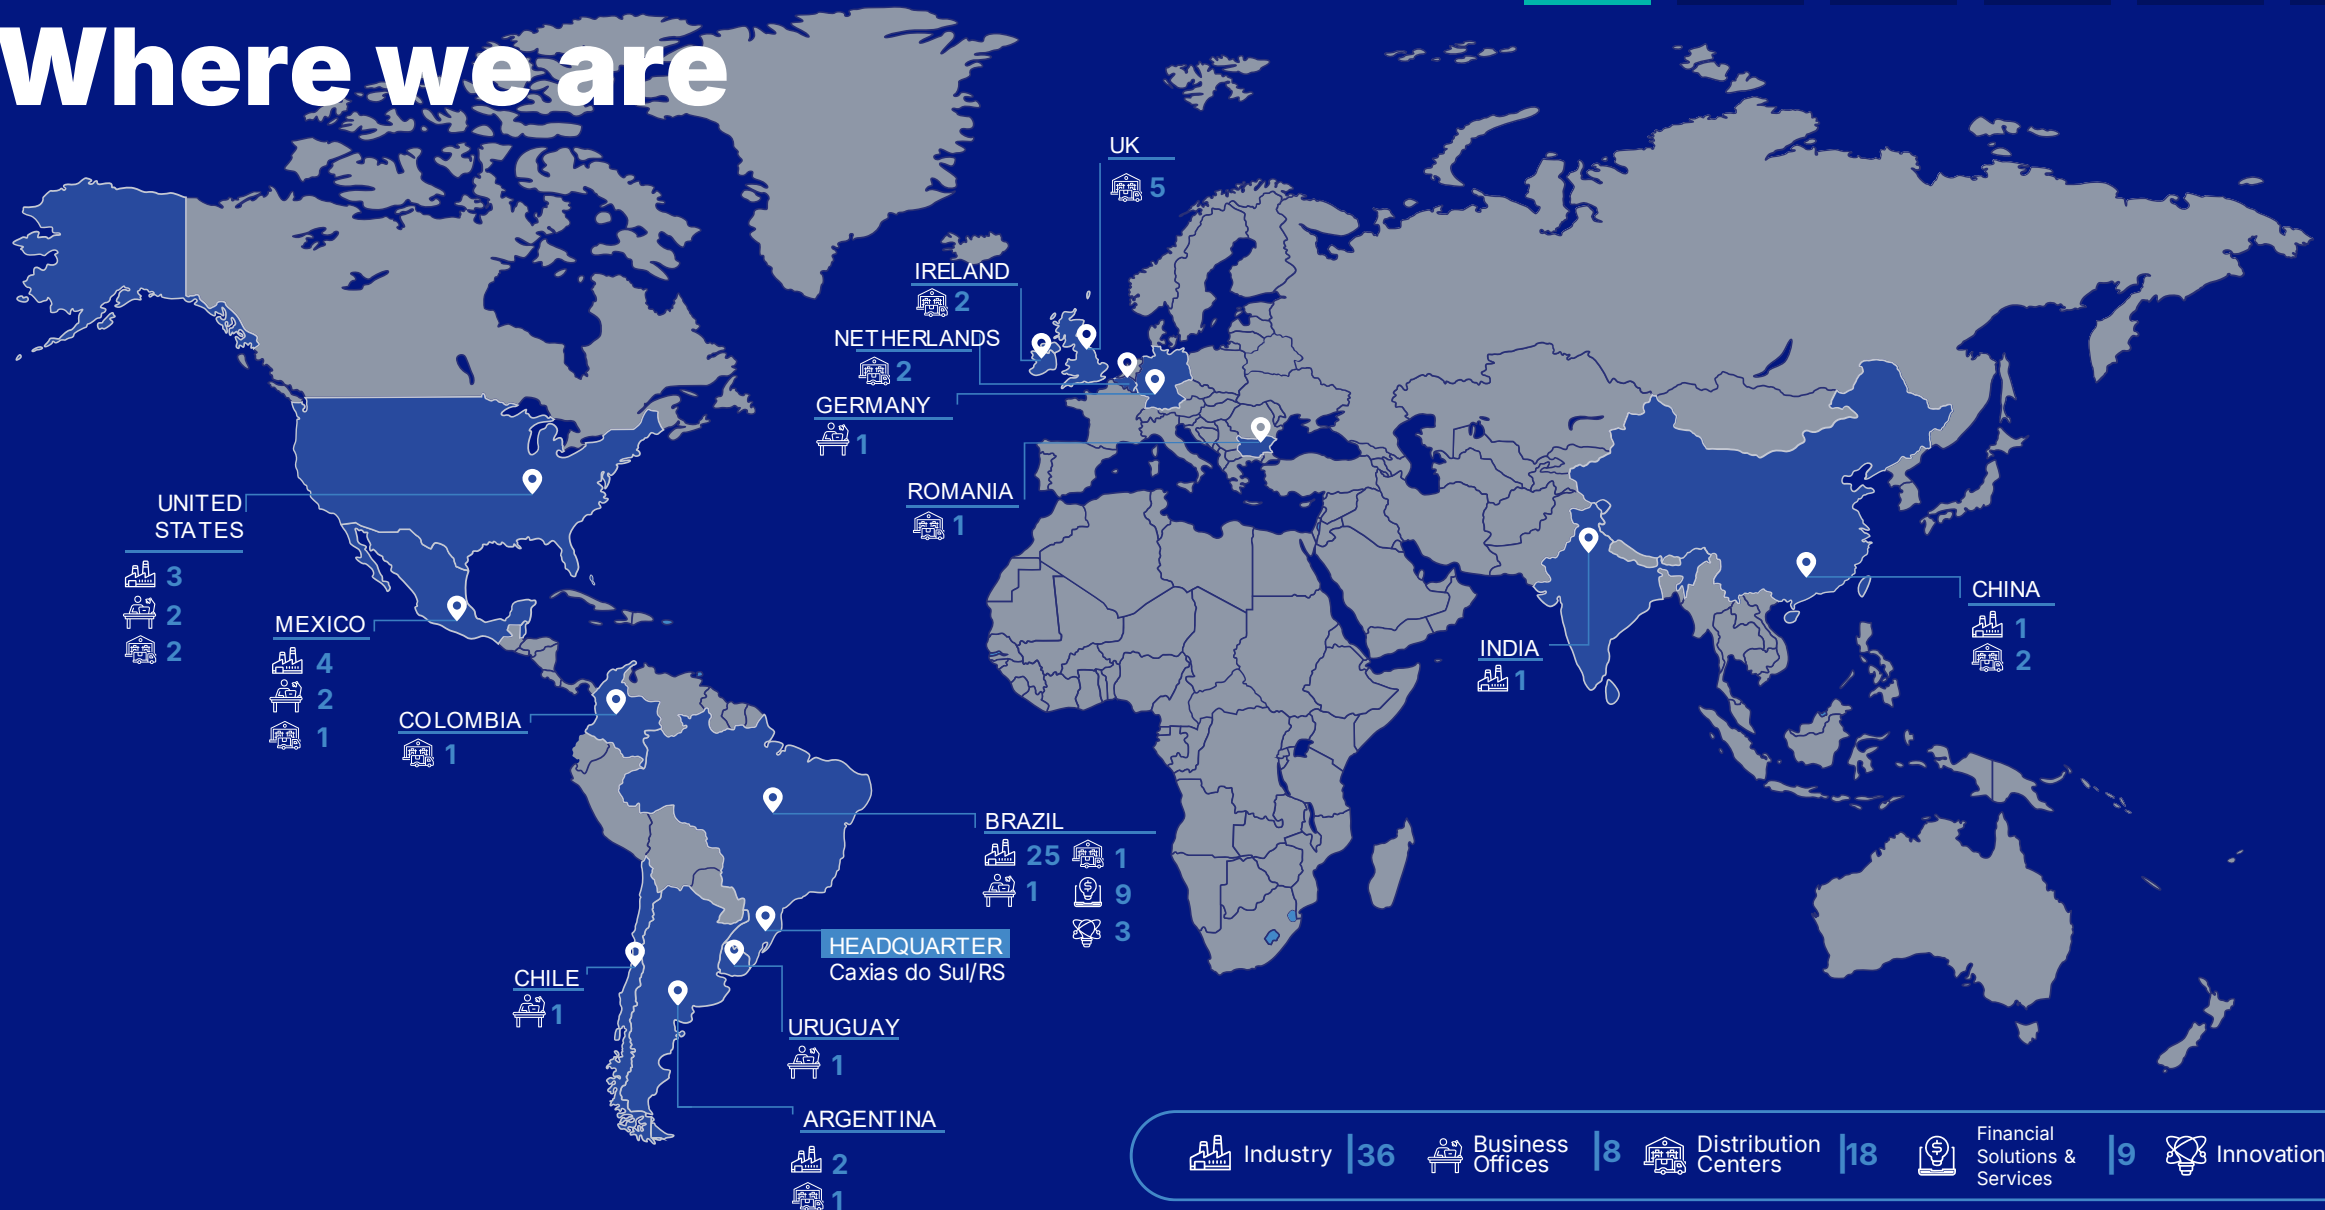 Where we are
UK
5
IRELAND
2
NETHERLANDS
2
GERMANY
1
ROMANIA
1
UNITED
STATES
3
2
2
MEXICO
4
2
1
COLOMBIA
1
CHINA
1
2
INDIA
1
BRAZIL
25 1
1 9
3
HEADQUARTER
Caxias do Sul/RS
CHILE
1
URUGUAY
1
ARGENTINA
2
1
Industry 36
Business
Offices
8
Distribution
Centers
18
Financial
Solutions &
Services
9
Innovation